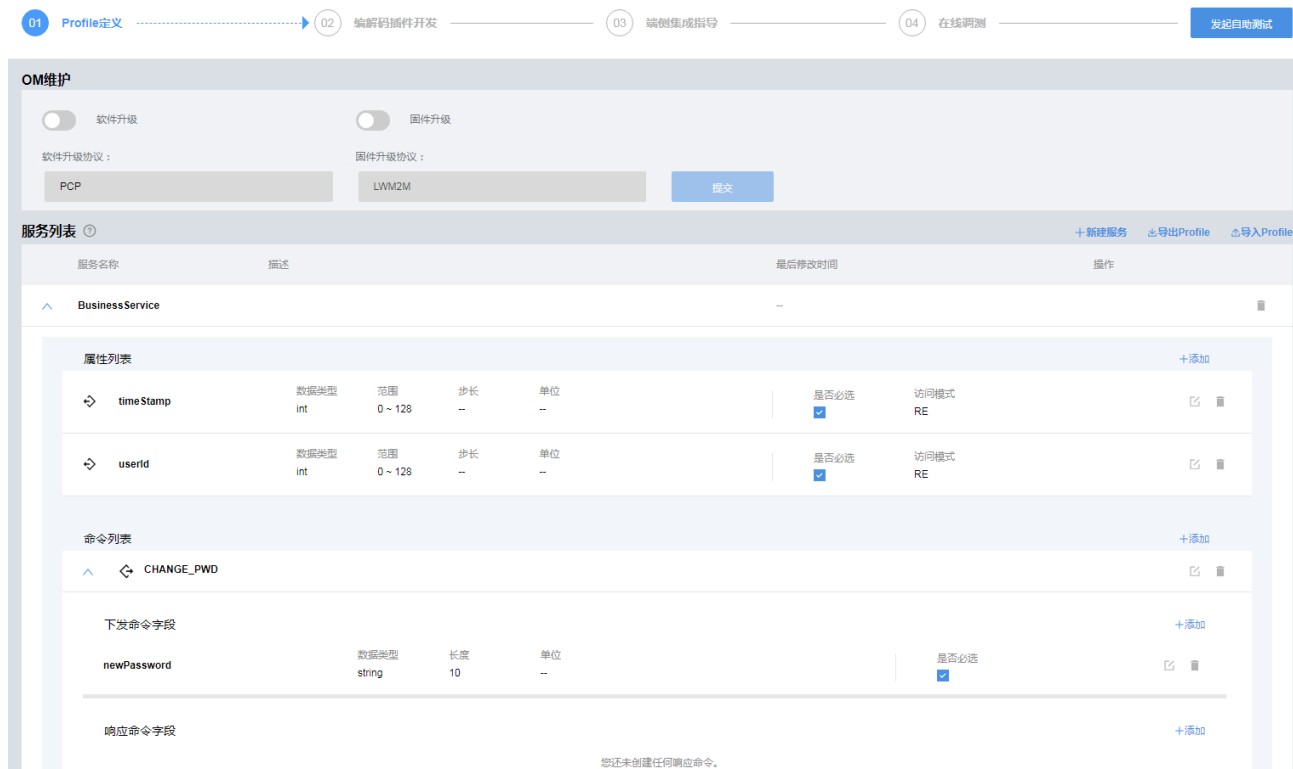 01 Profile定义 02 编解码插件开发 03 端侧集成指导 04 在线调测 发起自助测试
OM维护
软件升级 固件升级
软件升级协议： 固件升级协议：
PCP LWM2M 提交
服务列表 ? +新建服务 导出Profile 导入Profile
服务名称 描述 最后修改时间 操作
BusinessService --
属性列表 +添加
数据类型 范围 步长 单位 是否必选 访问模式
timeStamp int 0 ~ 128 -- -- RE
数据类型 范围 步长 单位 是否必选 访问模式
userId int 0 ~ 128 -- -- RE
命令列表 +添加
CHANGE_PWD
下发命令字段 +添加
数据类型 长度 单位 是否必选
newPassword string 10 --
响应命令字段 +添加
您还未创建任何响应命令。